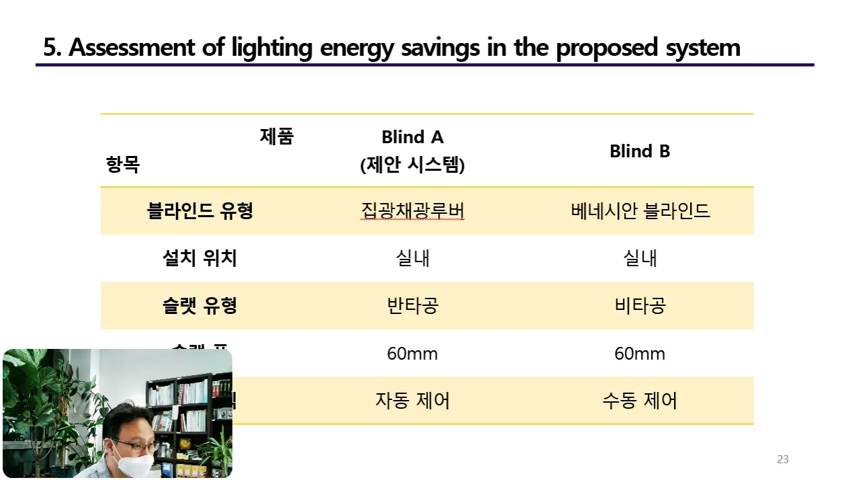 5. Assessment of lighting energy savings in the proposed system
제품 Blind A
항목 (제안 시스템) Blind B
블라인드 유형 집광채광루버 베네시안 블라인드
설치 위치 실내 실내
슬랫 유형 반타공 비타공
60mm 60mm
자동 제어 수동 제어
23